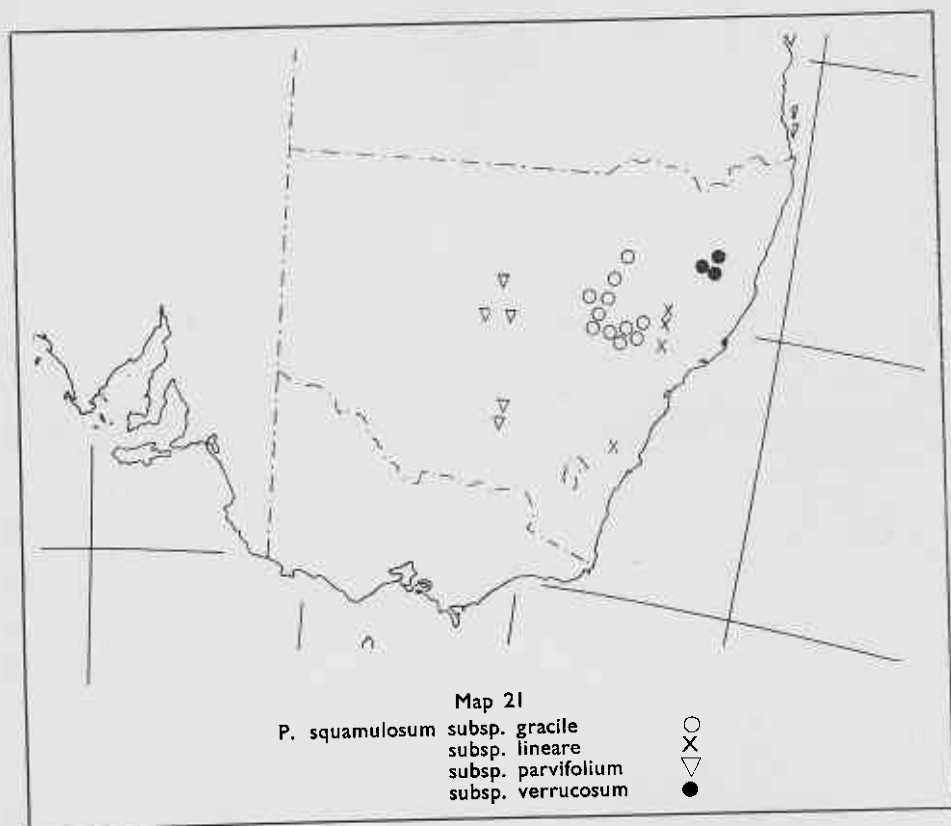 Map 21
P. squamulosum subsp. gracile ○
subsp. lineare X
subsp. parvifolium ▽
subsp. verrucosum ●